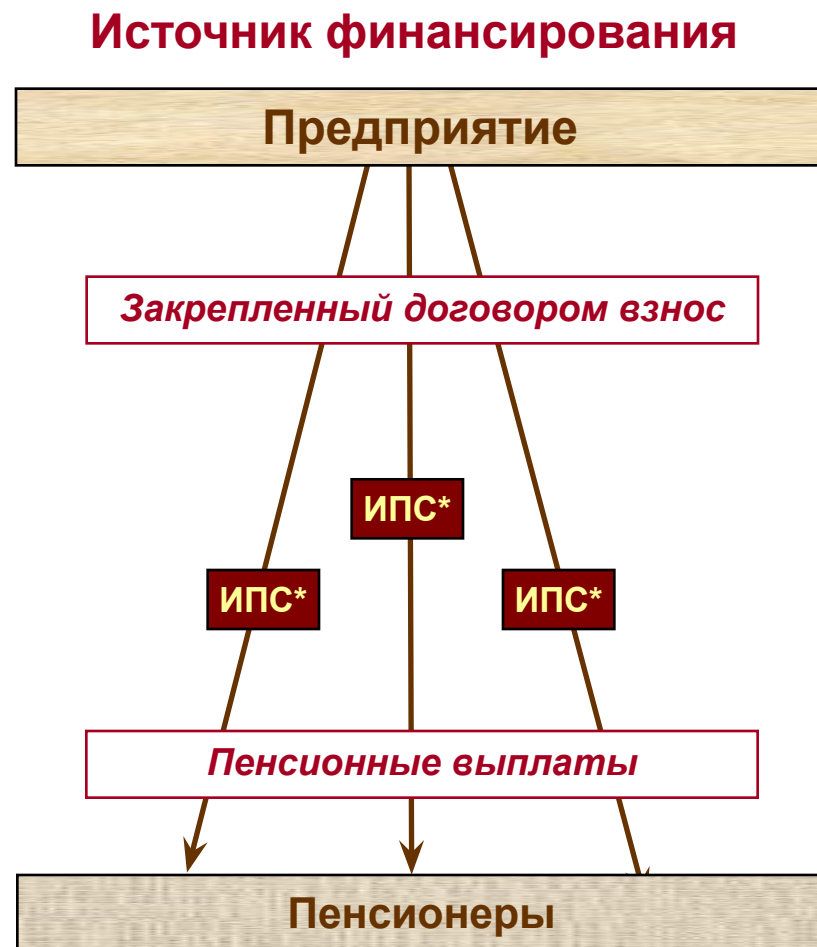 Источник финансирования
Предприятие
Закрепленный договором взнос
ИПС*
ИПС*
ИПС*
Пенсионные выплаты
Пенсионеры